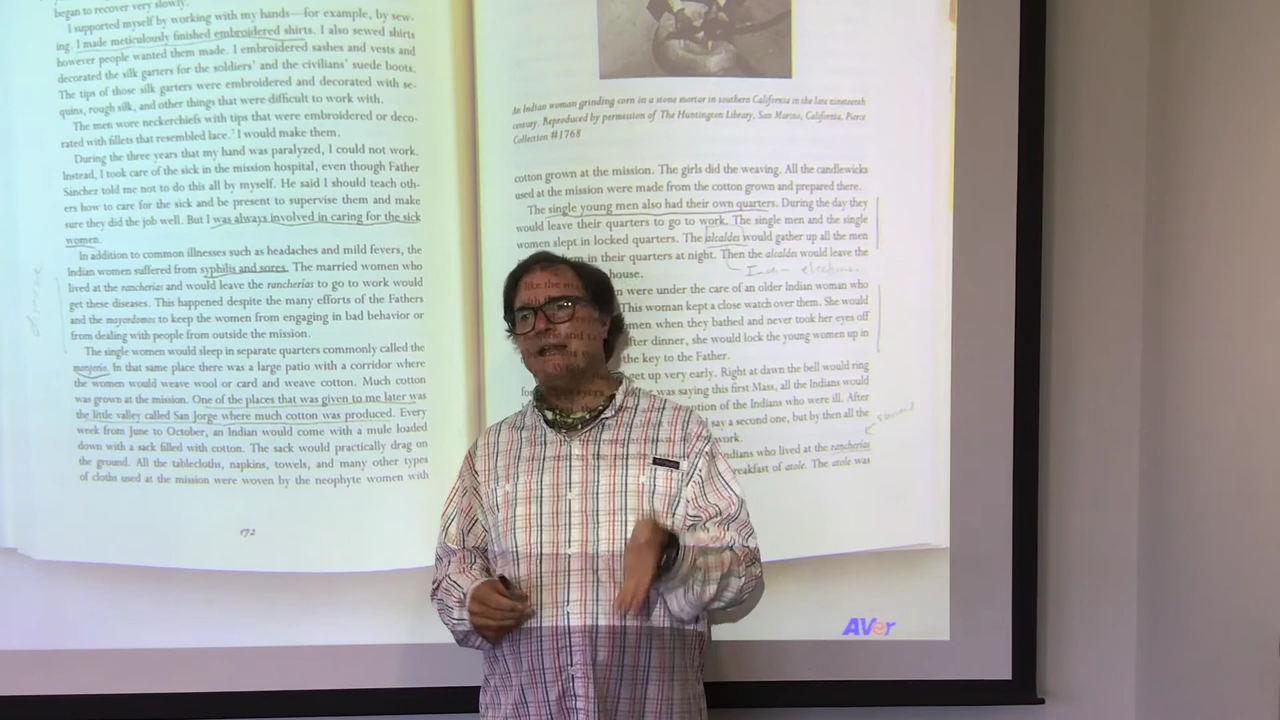 began to recover very slowly.
I supported myself by working with my hands—for example, by sew-
ing. I made meticulously finished embroidered shirts. I also sewed shirts
however people wanted them made. I embroidered sashes and vests and
decorated the silk garters for the soldiers' and the civilians' suede boots.
The tips of those silk garters were embroidered and decorated with se-
quins, rough silk, and other things that were difficult to work with.
The men wore neckerchiefs with tips that were embroidered or deco-
rated with fillets that resembled lace.7 I would make them.
During the three years that my hand was paralyzed, I could not work.
Instead, I took care of the sick in the mission hospital, even though Father
Sánchez told me not to do this all by myself. He said I should teach oth-
ers how to care for the sick and be present to supervise them and make
sure they did the job well. But I was always involved in caring for the sick
women.
In addition to common illnesses such as headaches and mild fevers, the
Indian women suffered from syphilis and sores. The married women who
lived at the rancherías and would leave the rancherías to go to work would
get these diseases. This happened despite the many efforts of the Fathers
and the mayordomos to keep the women from engaging in bad behavior or
from dealing with people from outside the mission.
The single women would sleep in separate quarters commonly called the
monjerío. In that same place there was a large patio with a corridor where
the women would weave wool or card and weave cotton. Much cotton
was grown at the mission. One of the places that was given to me later was
the little valley called San Jorge where much cotton was produced. Every
week from June to October, an Indian would come with a mule loaded
down with a sack filled with cotton. The sack would practically drag on
the ground. All the tablecloths, napkins, towels, and many other types
of cloths used at the mission were woven by the neophyte women with
172
An Indian woman grinding corn in a stone mortar in southern California in the late nineteenth
century. Reproduced by permission of The Huntington Library, San Marino, California. Pierce
Collection #1768
cotton grown at the mission. The girls did the weaving. All the candlewicks
used at the mission were made from the cotton grown and prepared there.
The single young men also had their own quarters. During the day they
would leave their quarters to go to work. The single men and the single
women slept in locked quarters. The alcaldes would gather up all the men
in their quarters at night. Then the alcaldes would leave the
house.
like the
were under the care of an older Indian woman who
This woman kept a close watch over them. She would
men when they bathed and never took her eyes off
fter dinner, she would lock the young women up in
the key to the Father.
get up very early. Right at dawn the bell would ring
was saying this first Mass, all the Indians would
ption of the Indians who were ill. After
say a second one, but by then all the
work.
ndians who lived at the rancherías
reakfast of atole. The atole was
AVer